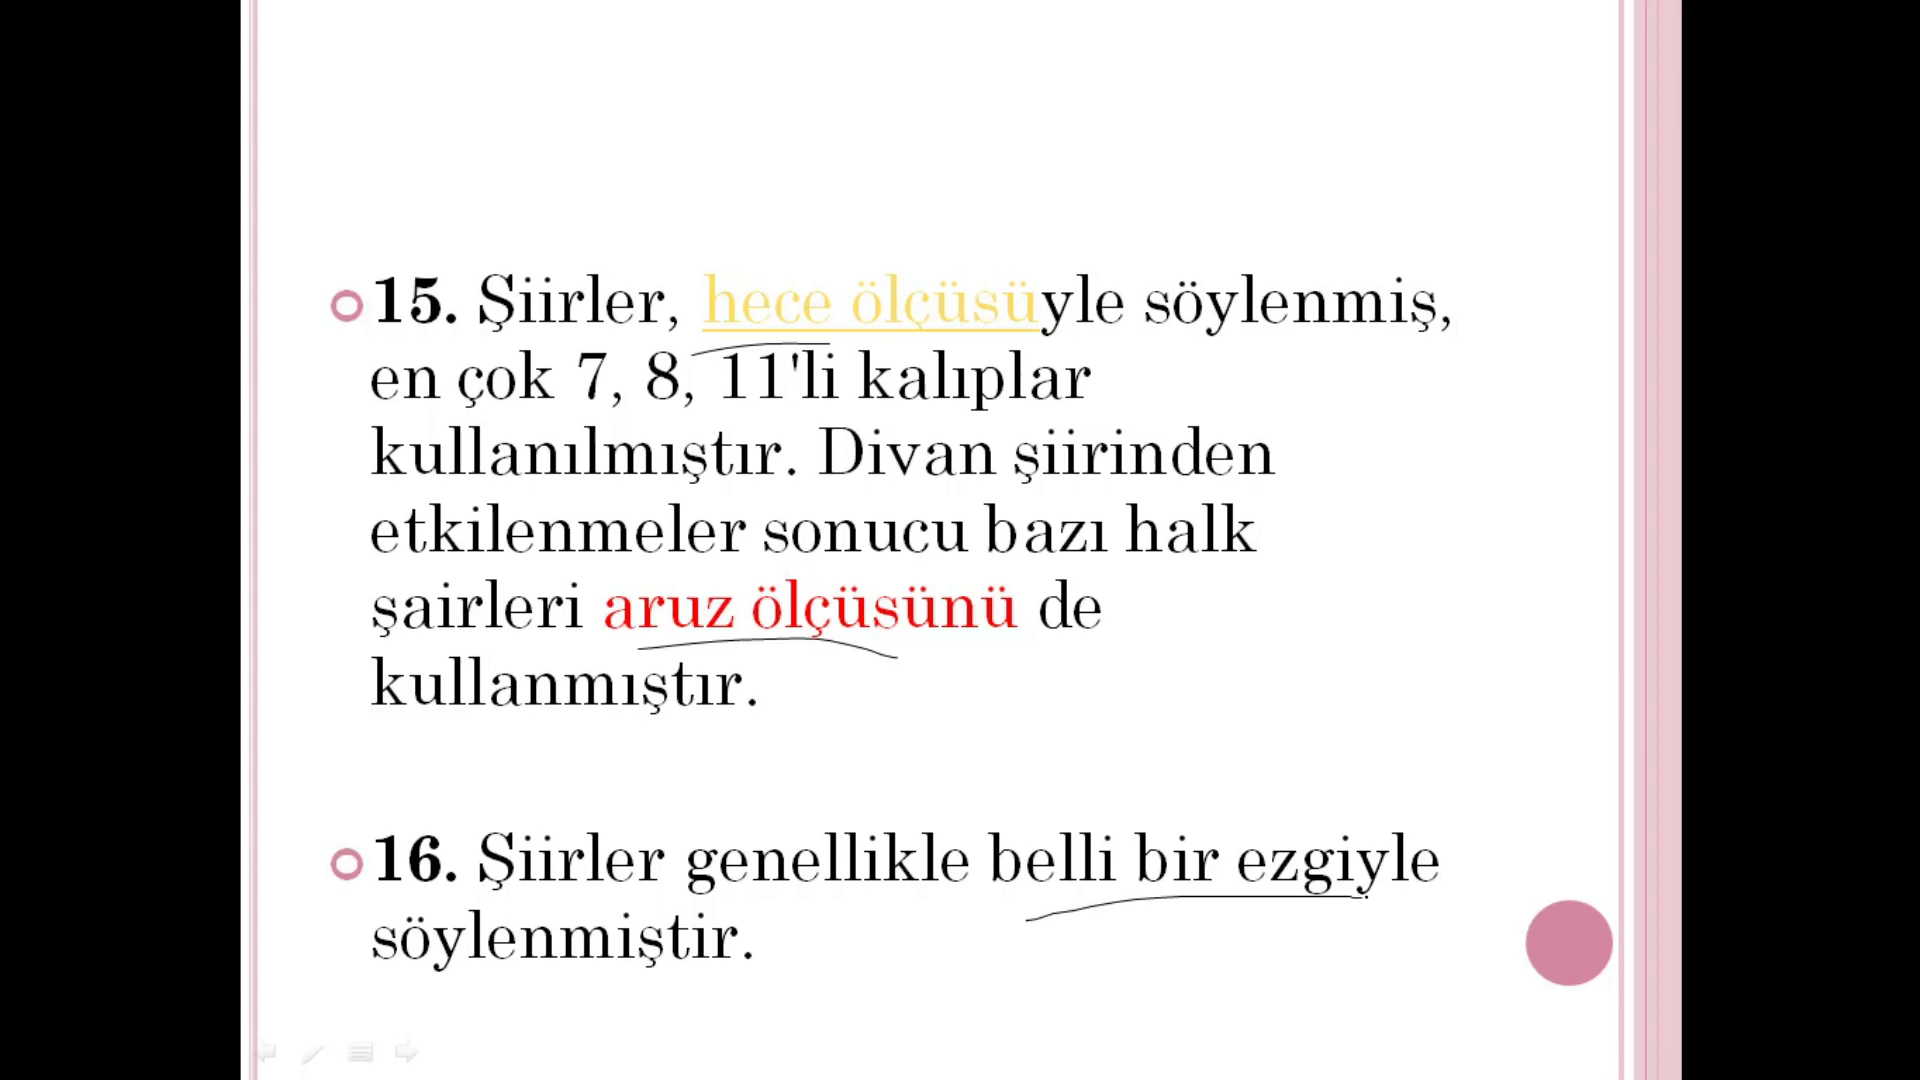 15. Şiirler, hece ölçüsüyle söylenmiş,
en çok 7, 8, 11'li kalıplar
kullanılmıştır. Divan şiirinden
etkilenmeler sonucu bazı halk
şairleri aruz ölçüsünü de
kullanmıştır.
16. Şiirler genellikle belli bir ezgiyle
söylenmiştir.